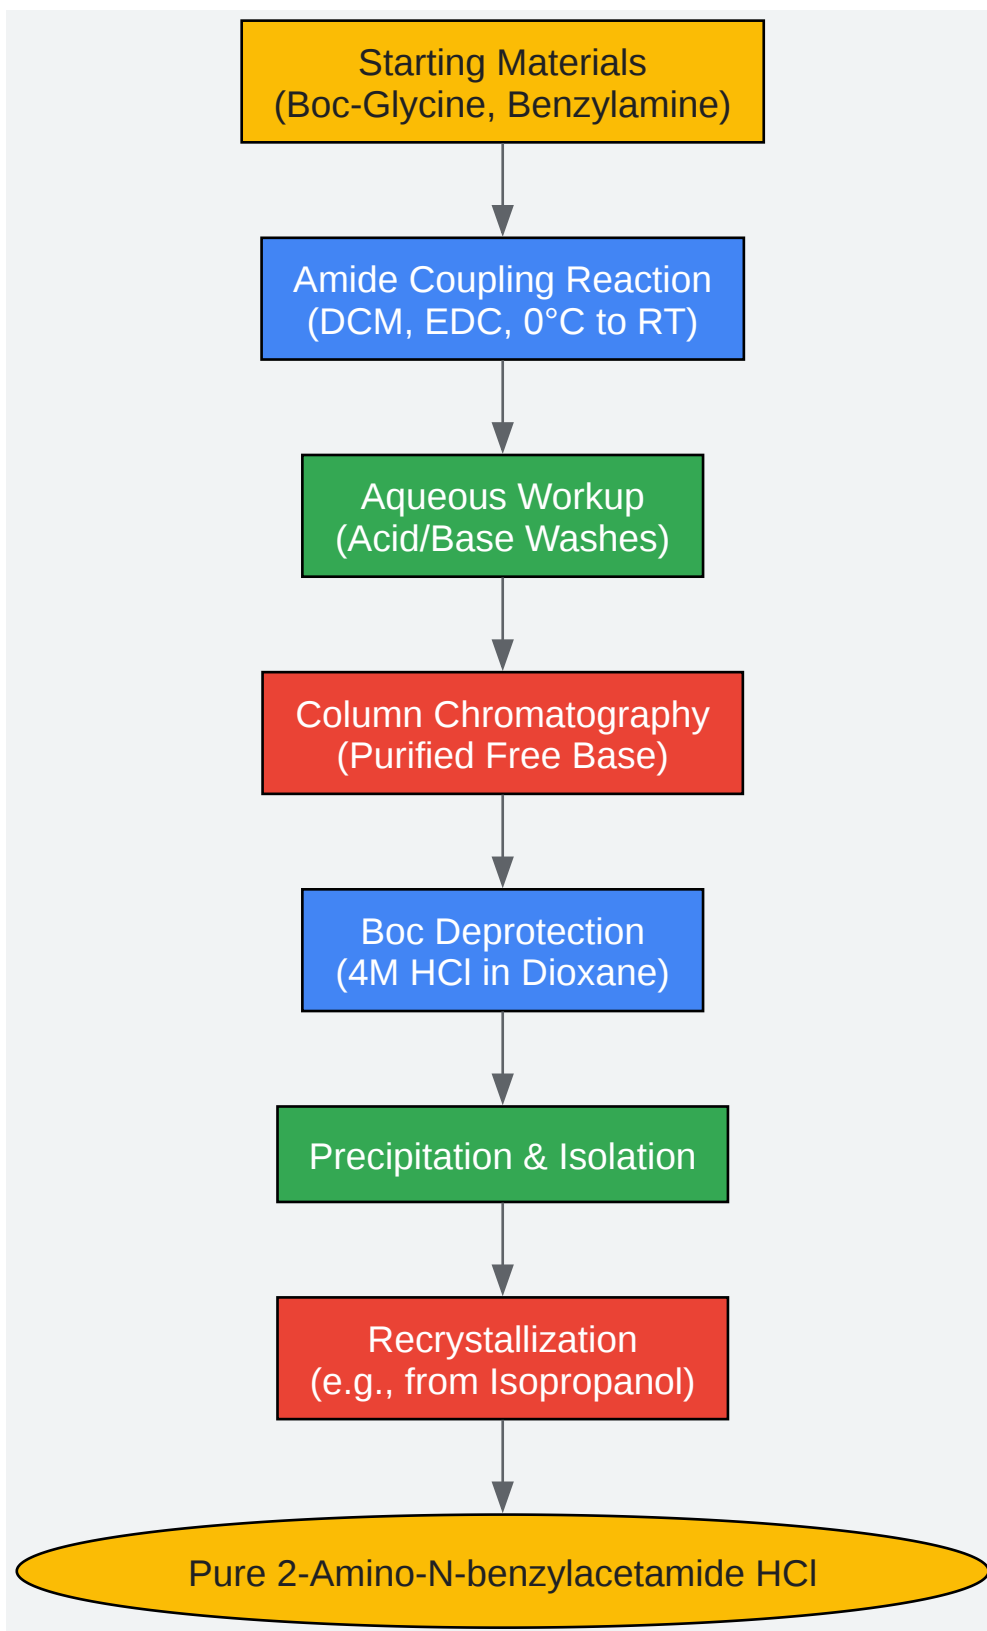 Starting Materials
(Boc-Glycine, Benzylamine)
Amide Coupling Reaction
(DCM, EDC, 0°C to RT)
Aqueous Workup
(Acid/Base Washes)
Column Chromatography
(Purified Free Base)
Boc Deprotection
(4M HCl in Dioxane)
Precipitation & Isolation
Recrystallization
(e.g., from Isopropanol)
Pure 2-Amino-N-benzylacetamide HCl